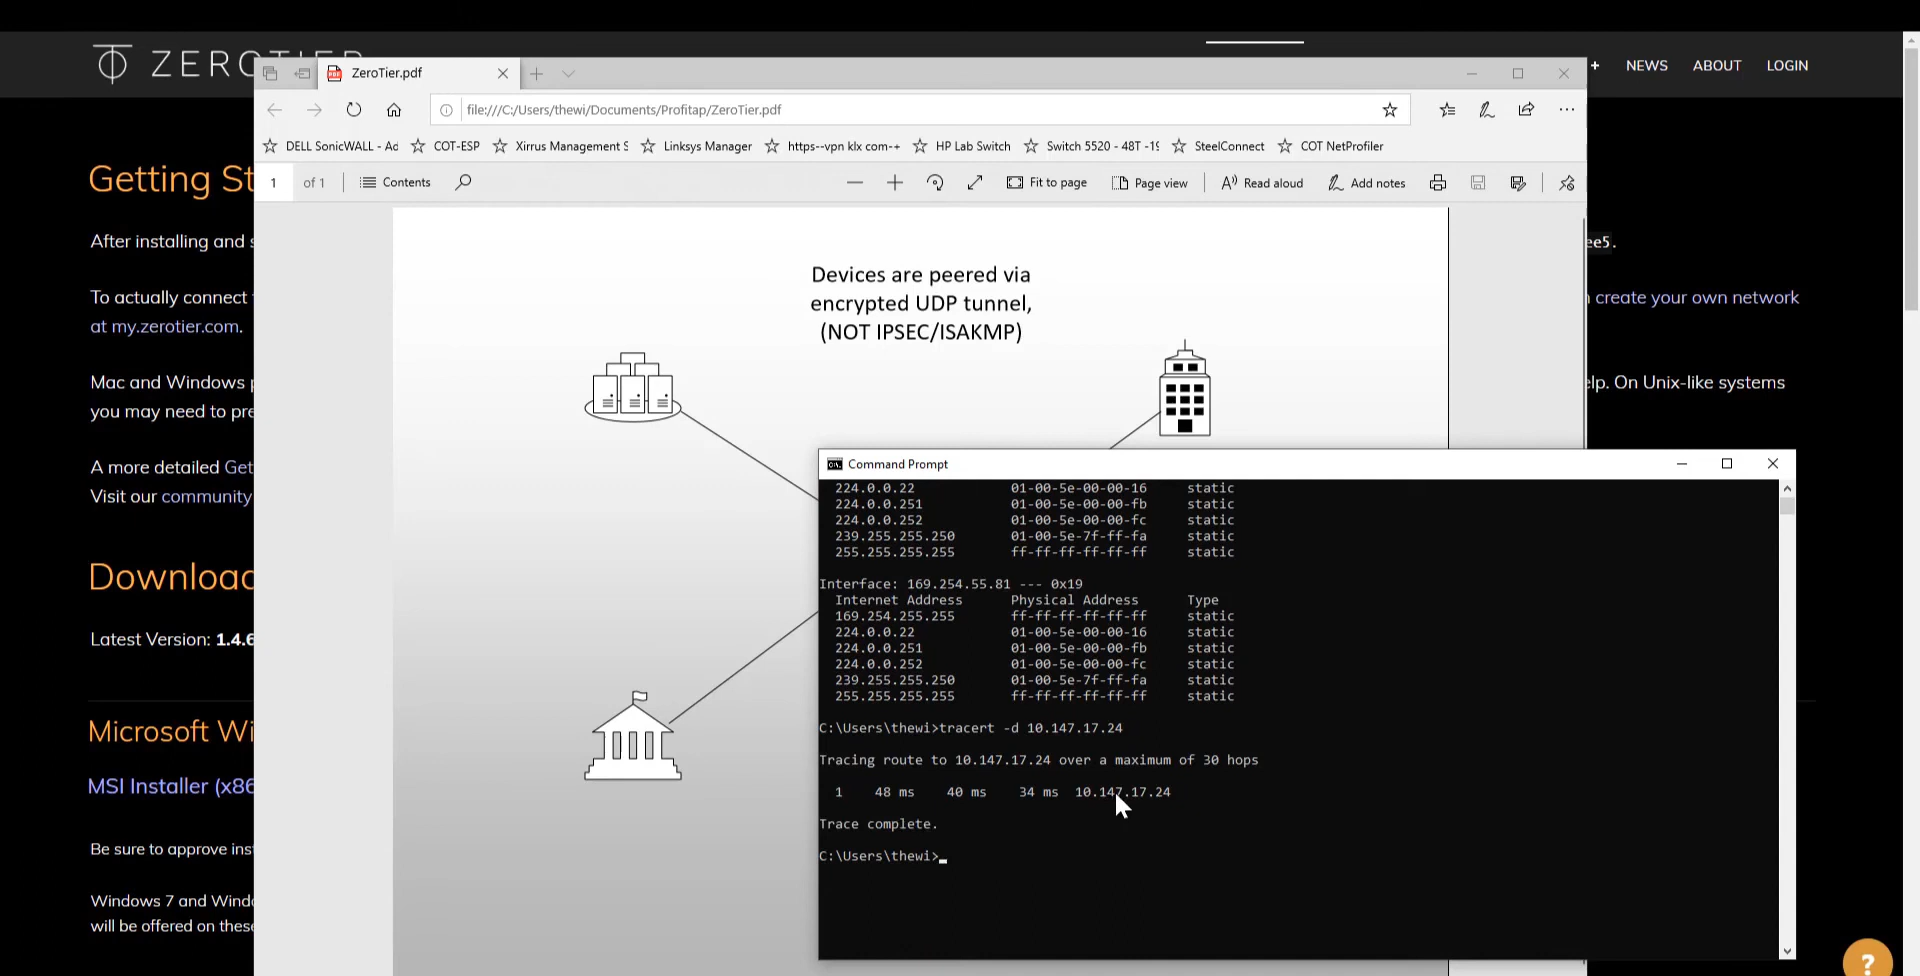 ZEROTIER
+
NEWS
ABOUT
LOGIN
ZeroTier.pdf
file:///C:/Users/thewi/Documents/Profitap/ZeroTier.pdf
DELL SonicWALL - Ad
COT-ESP
Xirrus Management S
Linksys Manager
https--vpn klx com--+
HP Lab Switch
Switch 5520 - 48T -19
SteelConnect
COT NetProfiler
1 of 1
Contents
Fit to page
Page view
Read aloud
Add notes
Getting St
After installing and s
ee5.
To actually connect
create your own network
at my.zerotier.com.
Mac and Windows p
elp. On Unix-like systems
you may need to pre
A more detailed Get
Visit our community
Download
Latest Version: 1.4.6
Microsoft Wi
MSI Installer (x86
Be sure to approve inst
Windows 7 and Windo
will be offered on these
Devices are peered via
encrypted UDP tunnel,
(NOT IPSEC/ISAKMP)
Command Prompt
224.0.0.22 01-00-5e-00-00-16 static
224.0.0.251 01-00-5e-00-00-fb static
224.0.0.252 01-00-5e-00-00-fc static
239.255.255.250 01-00-5e-7f-ff-fa static
255.255.255.255 ff-ff-ff-ff-ff-ff static
Interface: 169.254.55.81 --- 0x19
Internet Address Physical Address Type
169.254.255.255 ff-ff-ff-ff-ff-ff static
224.0.0.22 01-00-5e-00-00-16 static
224.0.0.251 01-00-5e-00-00-fb static
224.0.0.252 01-00-5e-00-00-fc static
239.255.255.250 01-00-5e-7f-ff-fa static
255.255.255.255 ff-ff-ff-ff-ff-ff static
C:\Users\thewi>tracert -d 10.147.17.24
Tracing route to 10.147.17.24 over a maximum of 30 hops
1 48 ms 40 ms 34 ms 10.147.17.24
Trace complete.
C:\Users\thewi>
?